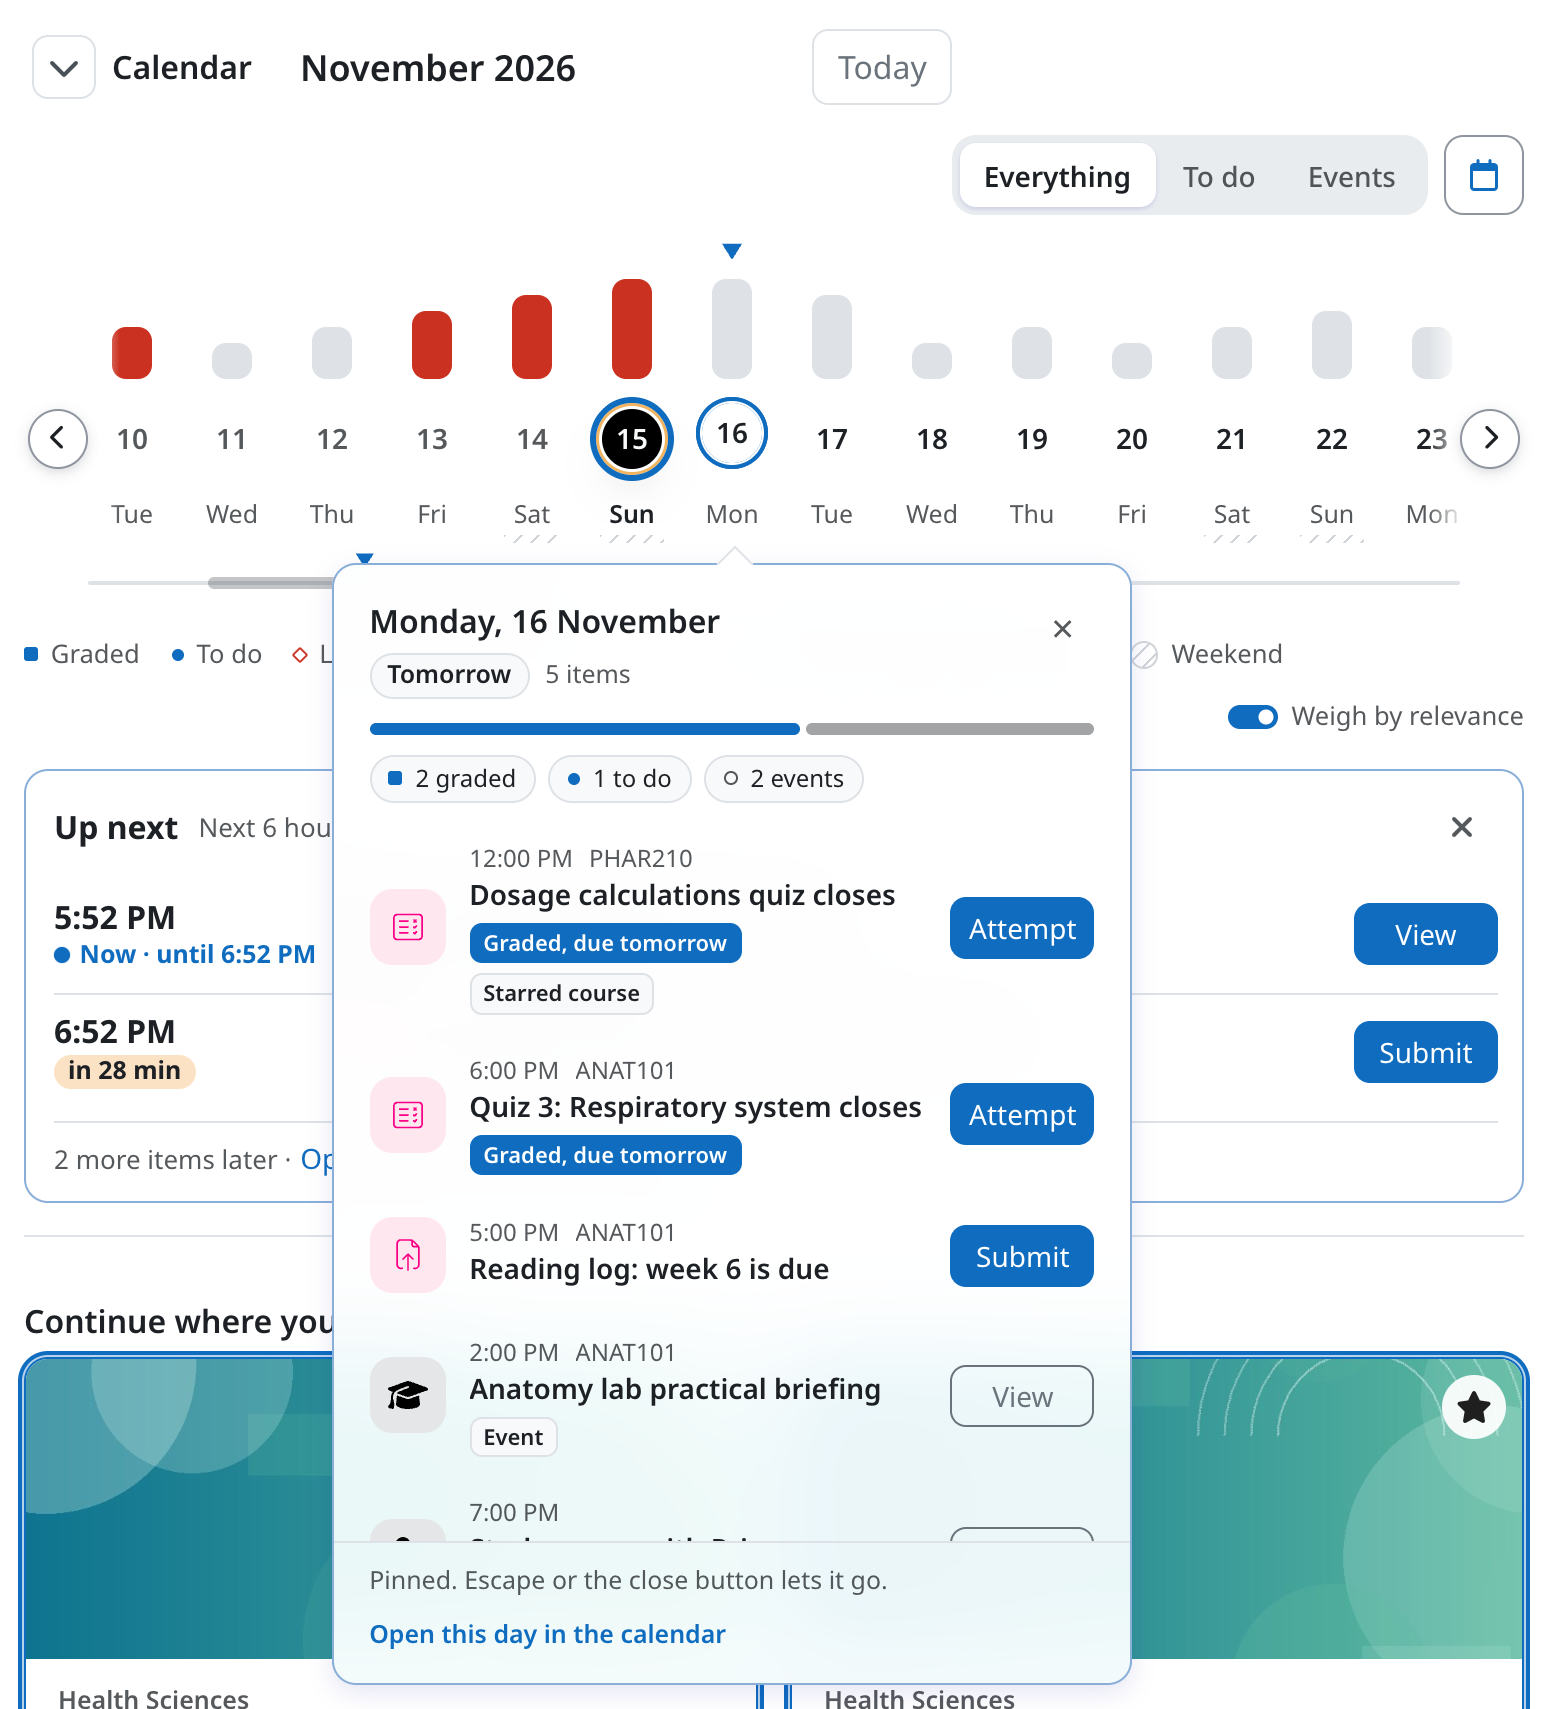 Calendar November 2026 Today
Everything To do Events
10 11 12 13 14 15 16 17 18 19 20 21 22 23
Tue Wed Thu Fri Sat Sun Mon Tue Wed Thu Fri Sat Sun Mon
Graded To do Weekend
Weigh by relevance
Monday, 16 November
Tomorrow 5 items
2 graded 1 to do 2 events
12:00 PM PHAR210
Dosage calculations quiz closes
Attempt
Graded, due tomorrow
Starred course
6:00 PM ANAT101
Quiz 3: Respiratory system closes
Attempt
Graded, due tomorrow
5:00 PM ANAT101
Reading log: week 6 is due
Submit
2:00 PM ANAT101
Anatomy lab practical briefing
View
Event
7:00 PM
Pinned. Escape or the close button lets it go.
Open this day in the calendar
Up next Next 6
5:52 PM
Now · until 6:52 PM
View
6:52 PM
in 28 min
Submit
2 more items later ·
Continue where you
Health Sciences
Health Sciences